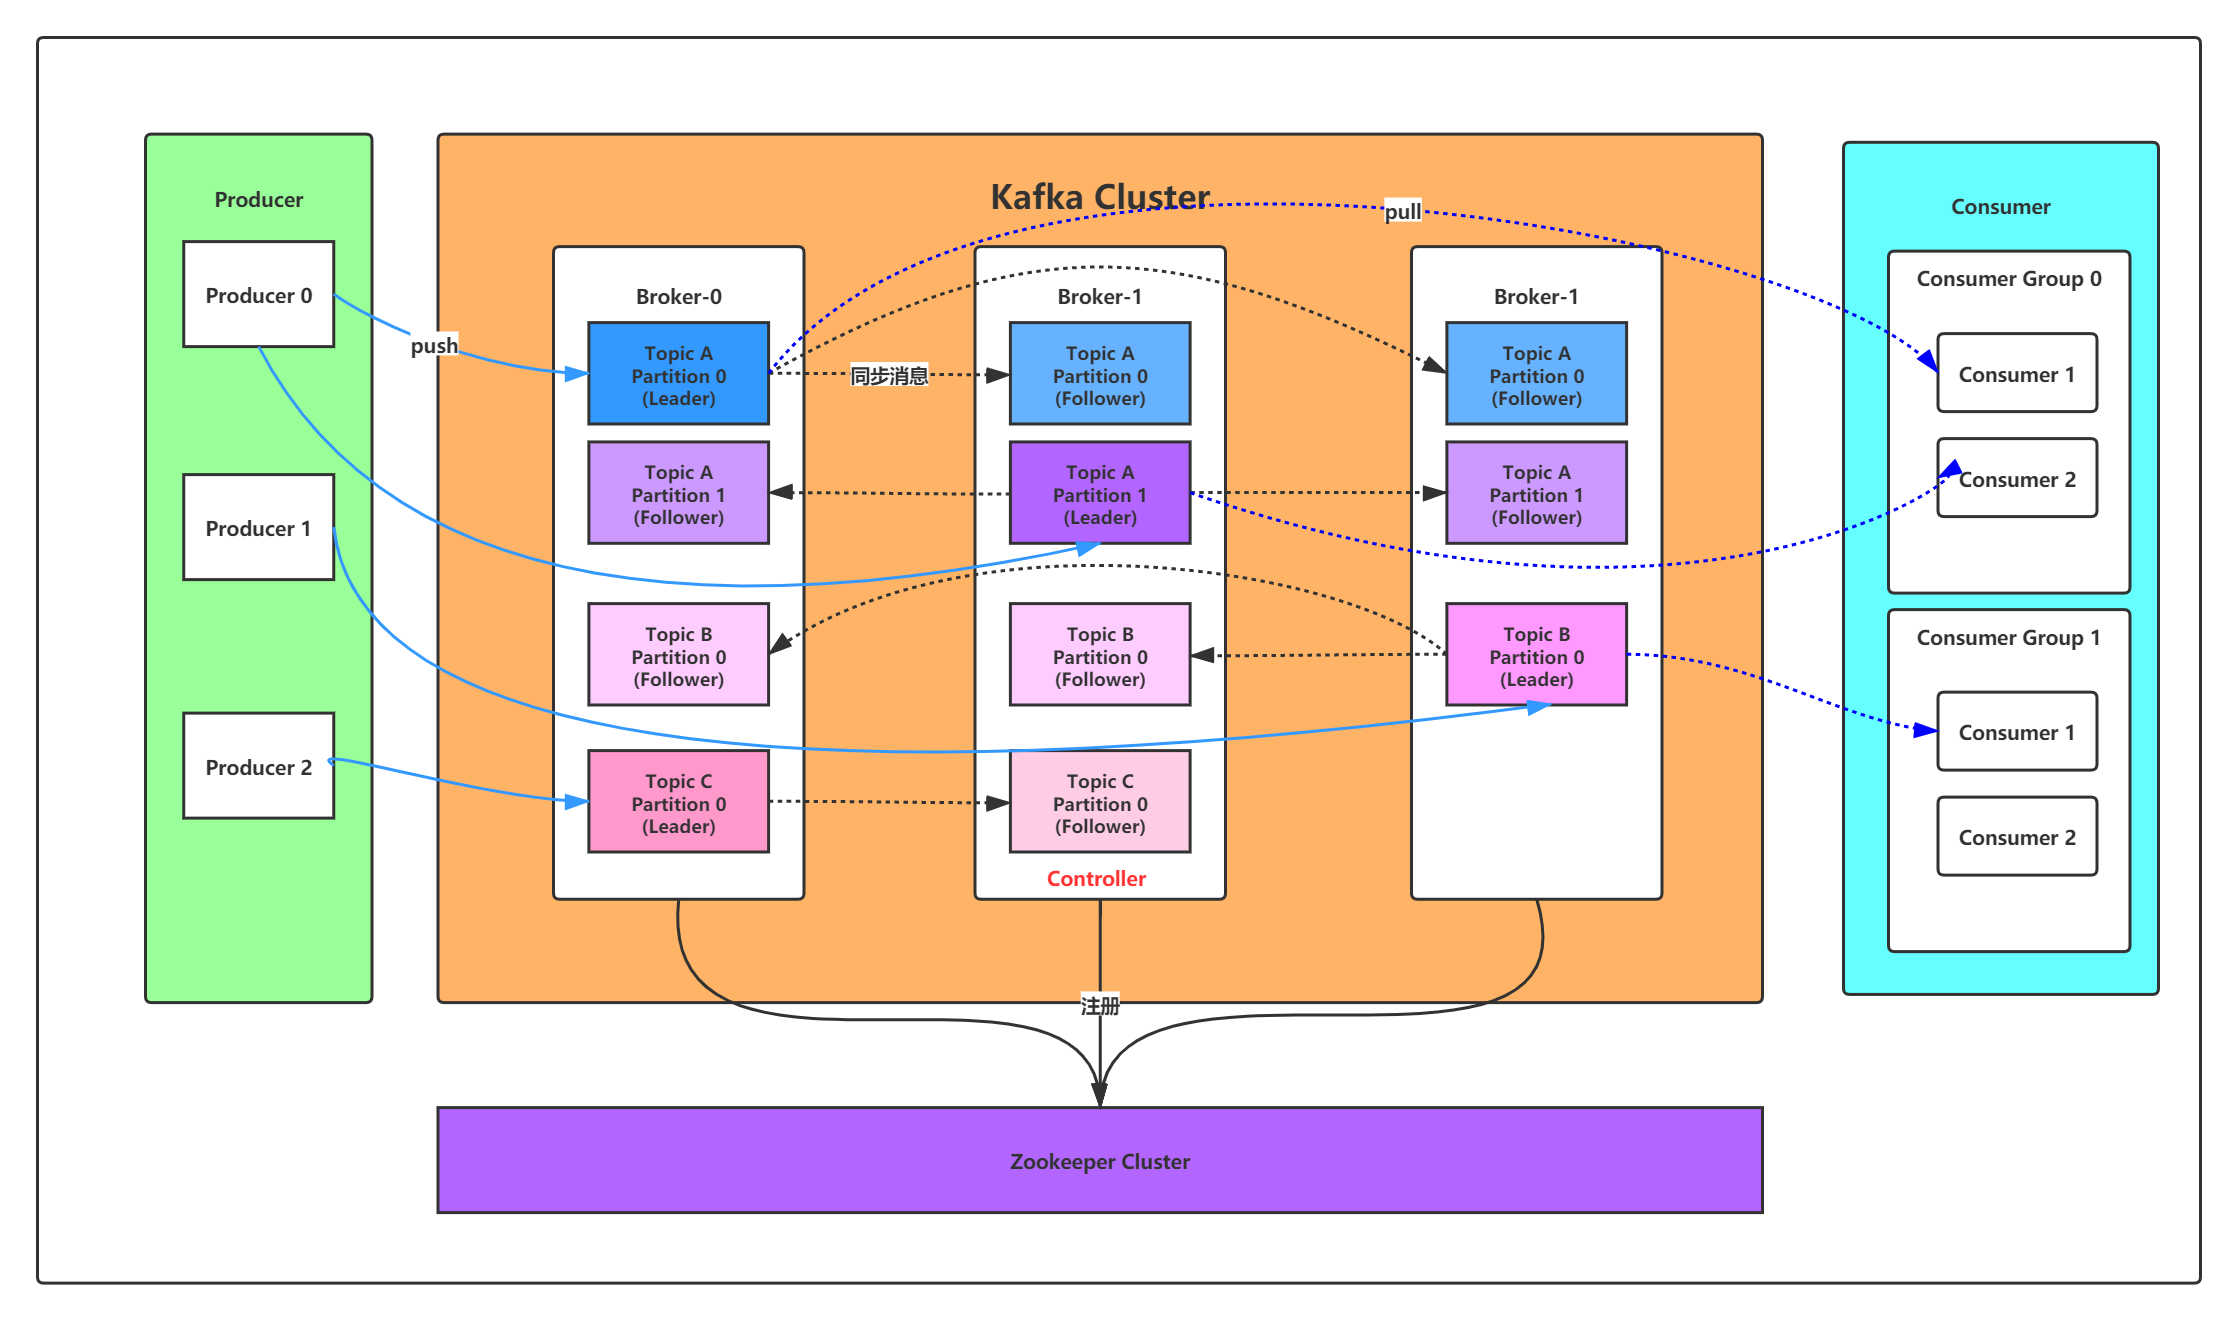 Producer
Producer 0
Producer 1
Producer 2
push
Kafka Cluster
pull
Broker-0
Topic A
Partition 0
(Leader)
Topic A
Partition 1
(Follower)
Topic B
Partition 0
(Follower)
Topic C
Partition 0
(Leader)
同步消息
Broker-1
Topic A
Partition 0
(Follower)
Topic A
Partition 1
(Leader)
Topic B
Partition 0
(Follower)
Topic C
Partition 0
(Follower)
Controller
Broker-1
Topic A
Partition 0
(Follower)
Topic A
Partition 1
(Follower)
Topic B
Partition 0
(Leader)
Consumer
Consumer Group 0
Consumer 1
Consumer 2
Consumer Group 1
Consumer 1
Consumer 2
注册
Zookeeper Cluster